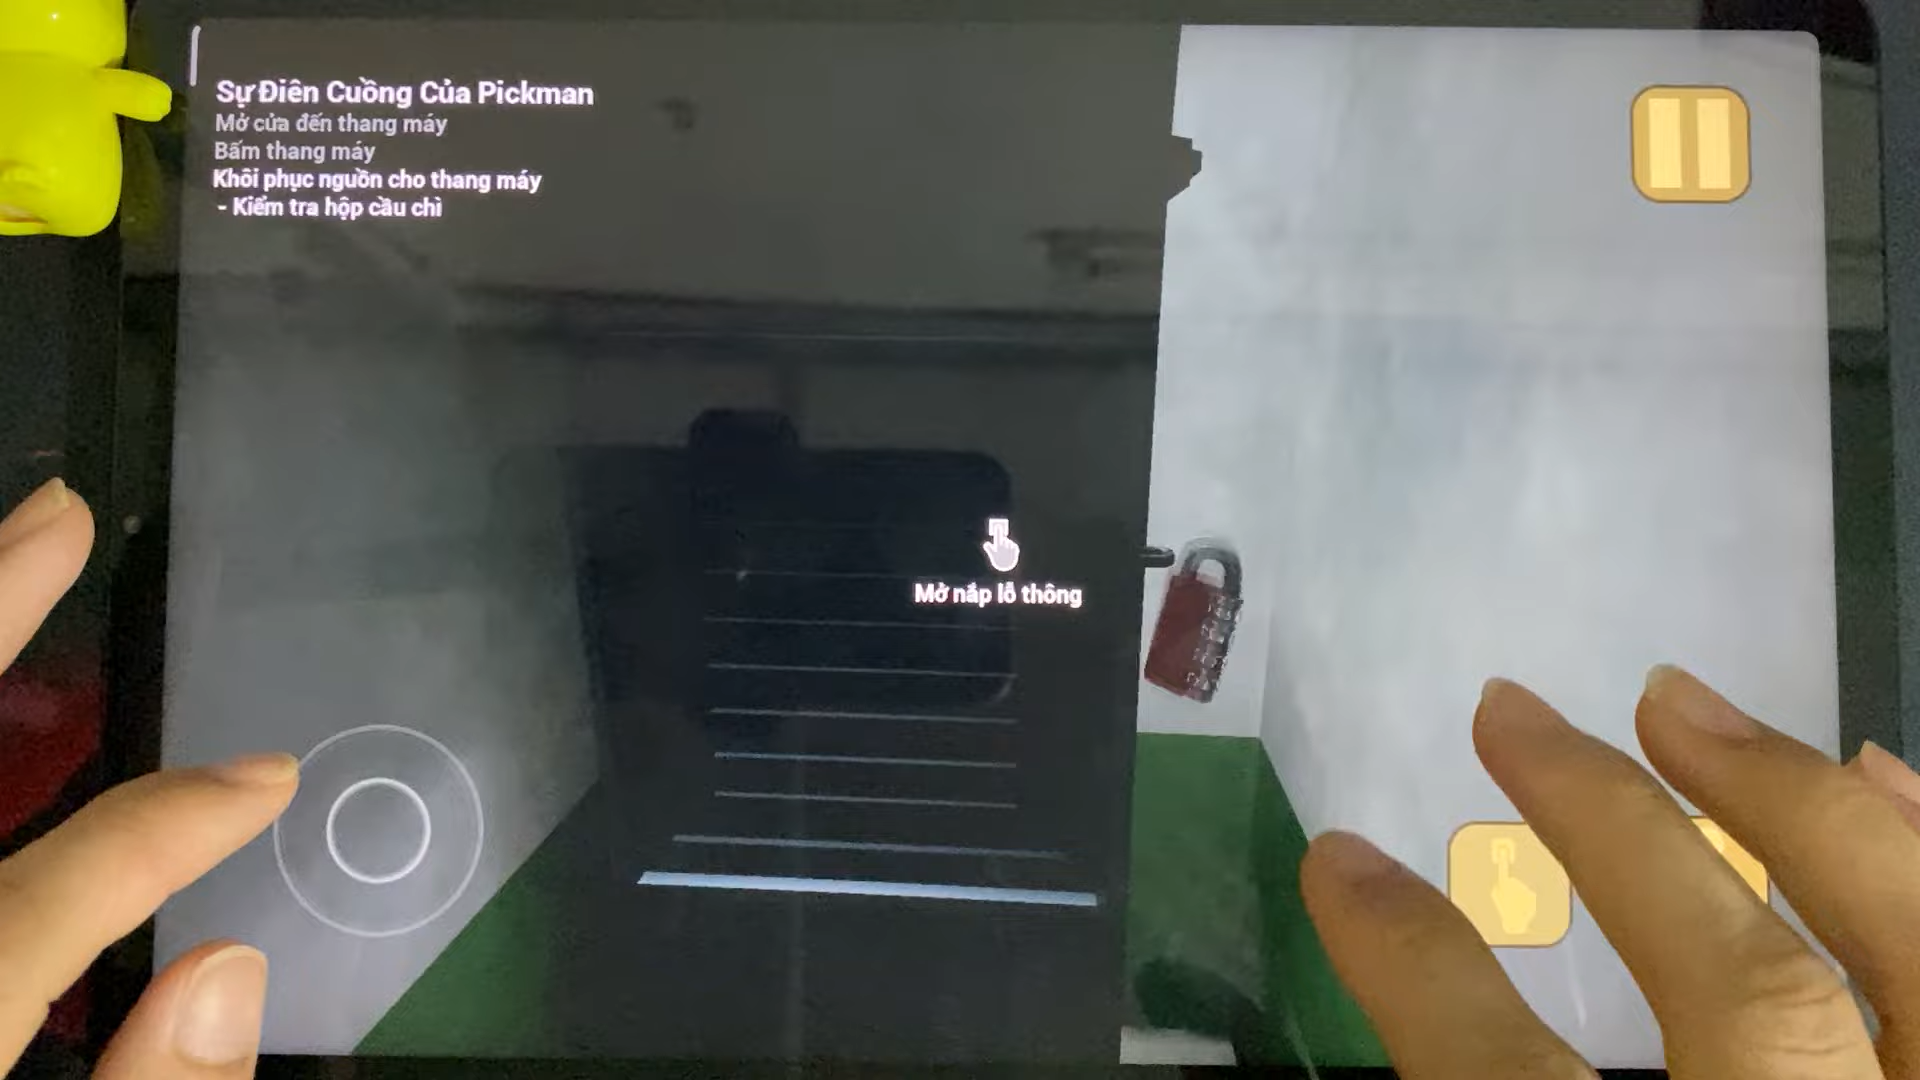 Sự Điên Cuồng Của Pickman
Mở cửa đến thang máy
Bấm thang máy
Khôi phục nguồn cho thang máy
- Kiểm tra hộp cầu chì
Mở nắp lỗ thông